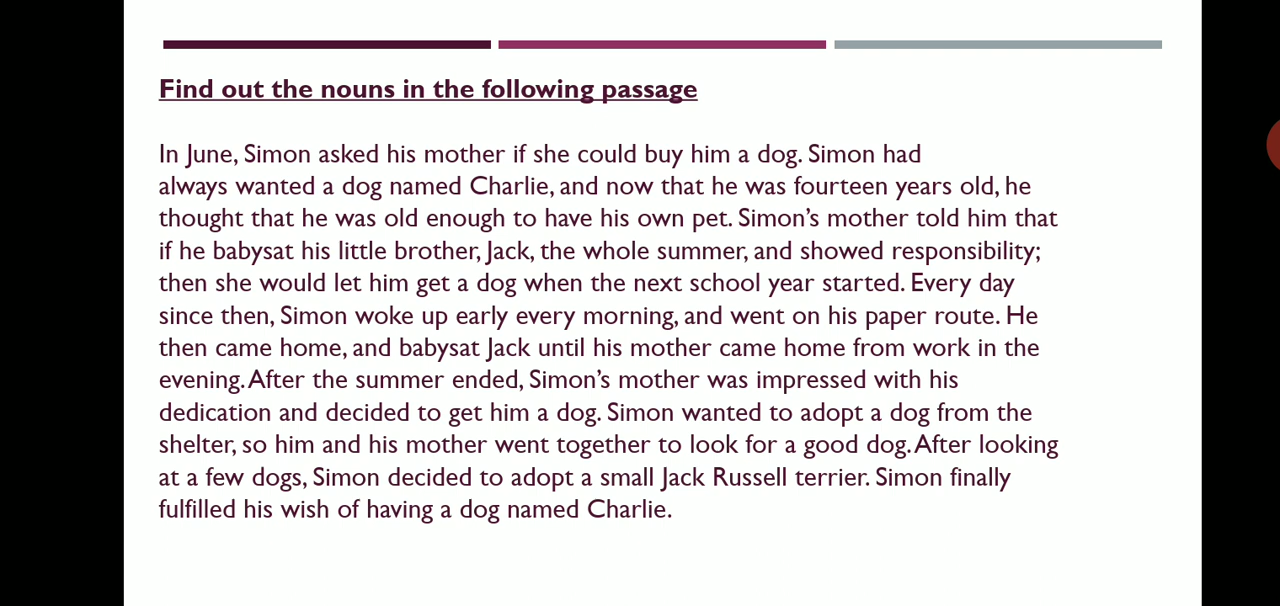 Find out the nouns in the following passage
In June, Simon asked his mother if she could buy him a dog. Simon had
always wanted a dog named Charlie, and now that he was fourteen years old, he
thought that he was old enough to have his own pet. Simon’s mother told him that
if he babysat his little brother, Jack, the whole summer, and showed responsibility;
then she would let him get a dog when the next school year started. Every day
since then, Simon woke up early every morning, and went on his paper route. He
then came home, and babysat Jack until his mother came home from work in the
evening. After the summer ended, Simon’s mother was impressed with his
dedication and decided to get him a dog. Simon wanted to adopt a dog from the
shelter, so him and his mother went together to look for a good dog. After looking
at a few dogs, Simon decided to adopt a small Jack Russell terrier. Simon finally
fulfilled his wish of having a dog named Charlie.